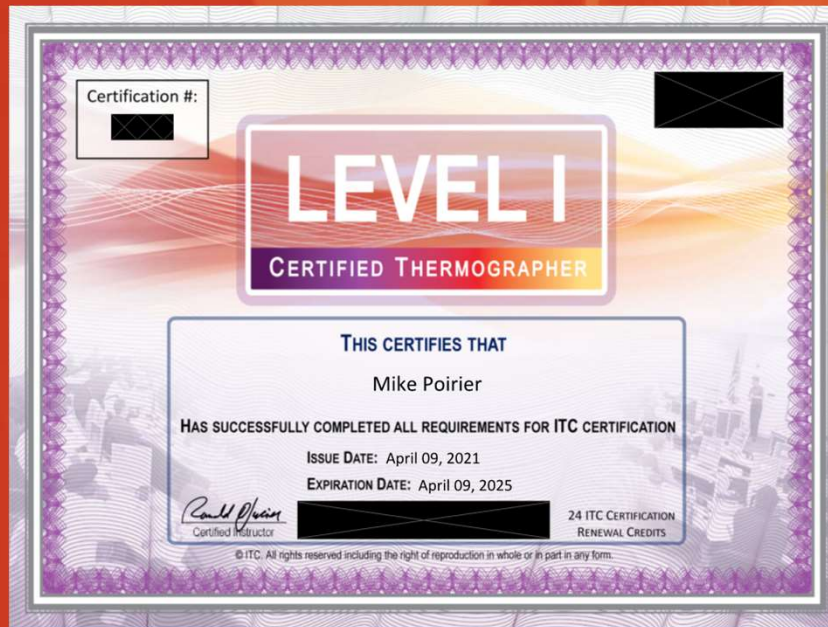 Certification #:
LEVEL I
CERTIFIED THERMOGRAPHER
THIS CERTIFIES THAT
Mike Poirier
HAS SUCCESSFULLY COMPLETED ALL REQUIREMENTS FOR ITC CERTIFICATION
ISSUE DATE: April 09, 2021
EXPIRATION DATE: April 09, 2025
Certified Instructor
24 ITC CERTIFICATION
RENEWAL CREDITS
© ITC. All rights reserved including the right of reproduction in whole or in part in any form.